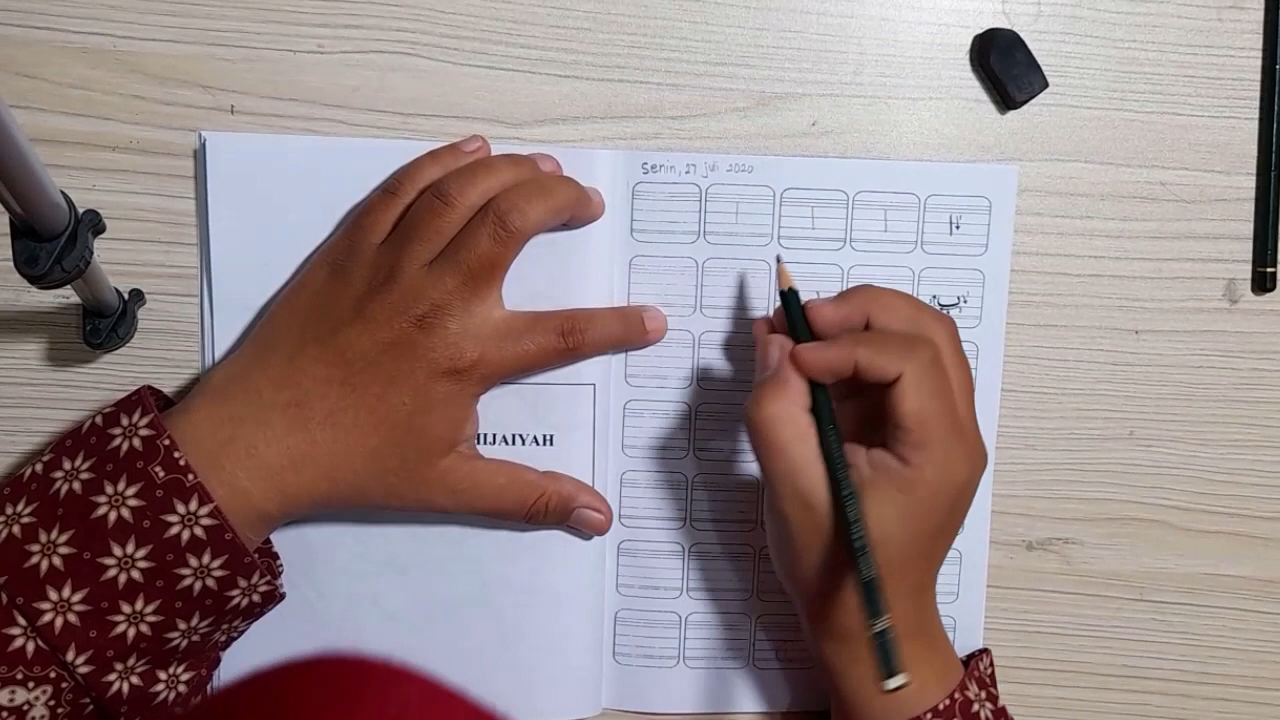 Senin, 27 juli 2020
ا
ب
HIJAIYAH